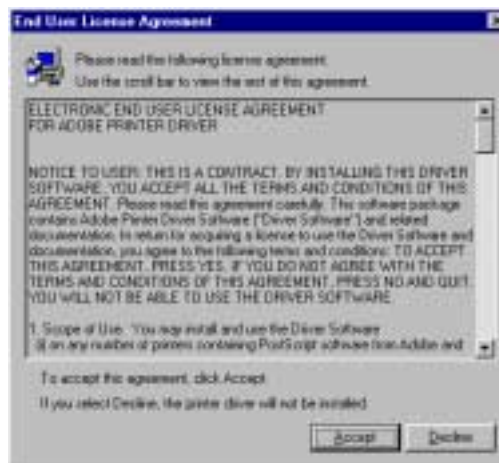 End User License Agreement
Please read the following license agreement.
Use the scroll bar to view the rest of this agreement.
ELECTRONIC END USER LICENSE AGREEMENT
FOR ADOBE PRINTER DRIVER
NOTICE TO USER: THIS IS A CONTRACT. BY INSTALLING THIS DRIVER
SOFTWARE, YOU ACCEPT ALL THE TERMS AND CONDITIONS OF THIS
AGREEMENT. Please read this agreement carefully. This software package
contains Adobe Printer Driver Software ("Driver Software") and related
documentation. In return for acquiring a license to use the Driver Software and
documentation, you agree to the following terms and conditions: TO ACCEPT
THIS AGREEMENT, PRESS YES. IF YOU DO NOT AGREE WITH THE
TERMS AND CONDITIONS OF THIS AGREEMENT, PRESS NO AND QUIT.
YOU WILL NOT BE ABLE TO USE THE DRIVER SOFTWARE.
1. Scope of Use. You may install and use the Driver Software
on any number of printers containing PostScript software from Adobe and
To accept this agreement, click Accept.
If you select Decline, the printer driver will not be installed.
Accept
Decline